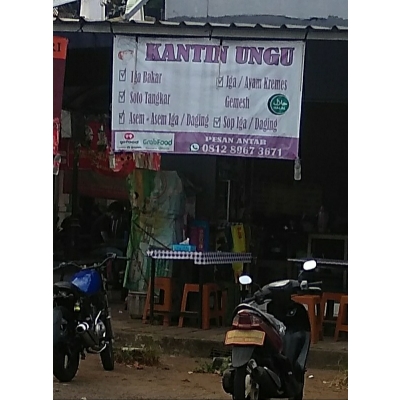 KANTIN UNGU
Iga Bakar
Iga / Ayam Kremes
Soto Tangkar
Gemesh
Asem - Asem Iga / Daging
Sop Iga / Daging
GrabFood
PESAN ANTAR
0812 8967 3671